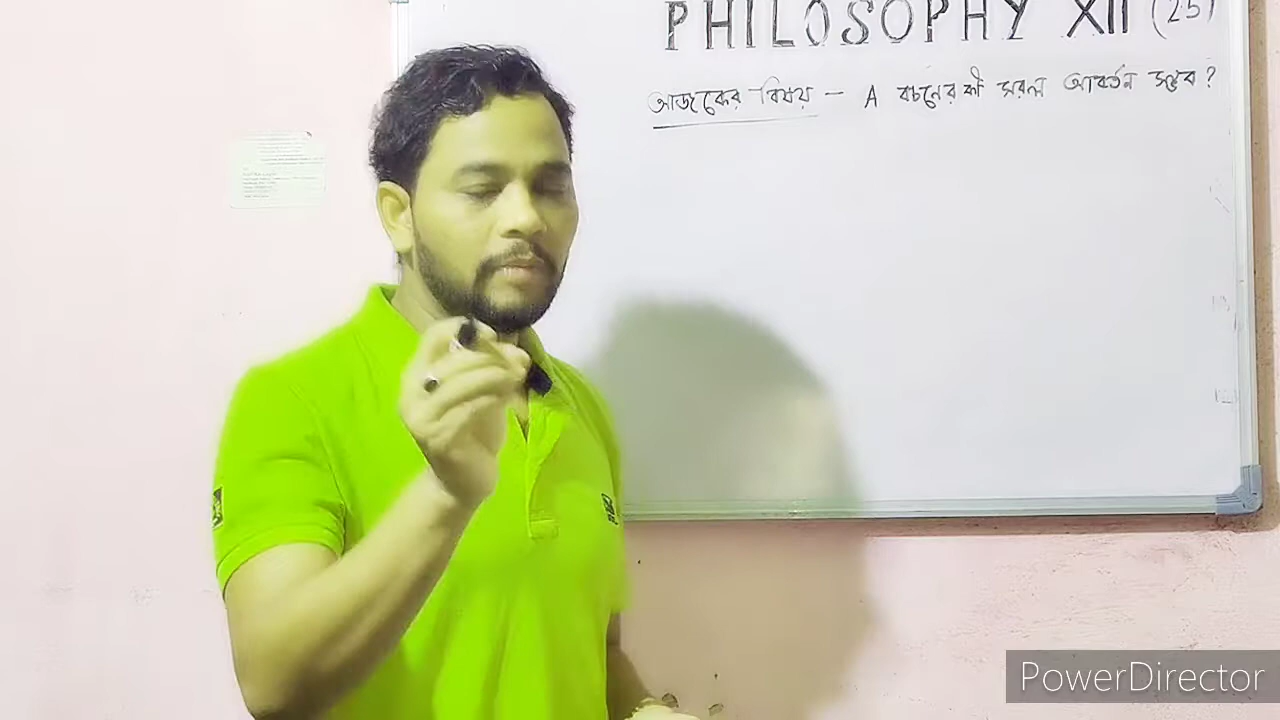 PHILOSOPHY XII (25)
আজকের বিষয় - A বচনের কী সরল আবর্তন সম্ভব ?
PowerDirector